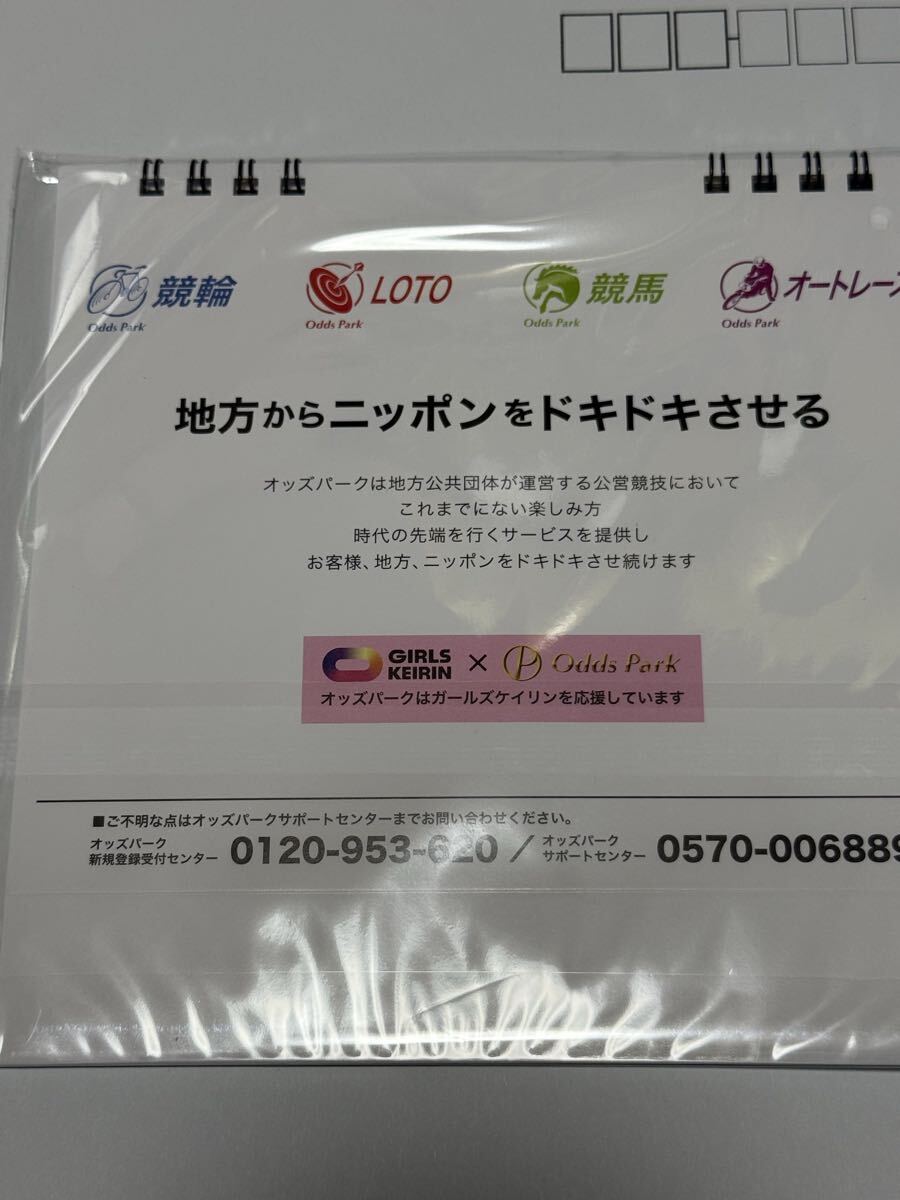 競輪
Odds Park
LOTO
Odds Park
競馬
Odds Park
オートレース
Odds Park
地方からニッポンをドキドキさせる
オッズパークは地方公共団体が運営する公営競技において
これまでにない楽しみ方
時代の先端を行くサービスを提供し
お客様、地方、ニッポンをドキドキさせ続けます
GIRLS
KEIRIN
× Odds Park
オッズパークはガールズケイリンを応援しています
■ご不明な点はオッズパークサポートセンターまでお問い合わせください。
オッズパーク
新規登録受付センター
0120-953-620 /
オッズパーク
サポートセンター
0570-006889